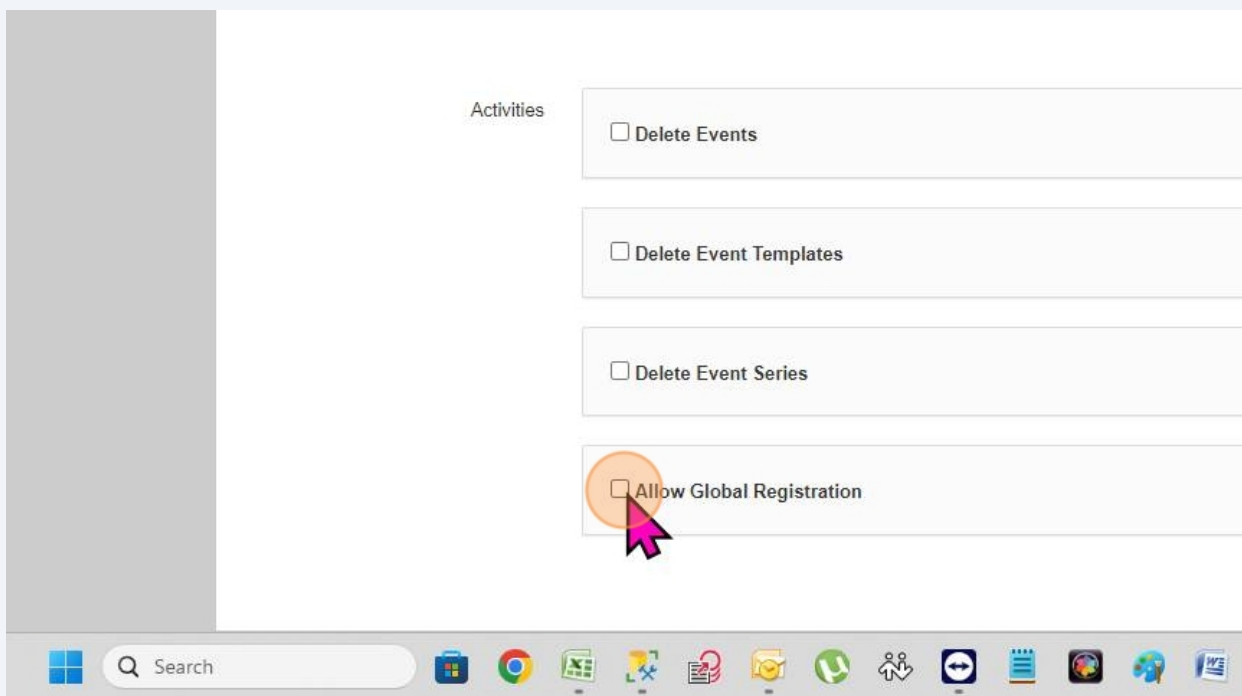 Activities
Delete Events
Delete Event Templates
Delete Event Series
Allow Global Registration
Search